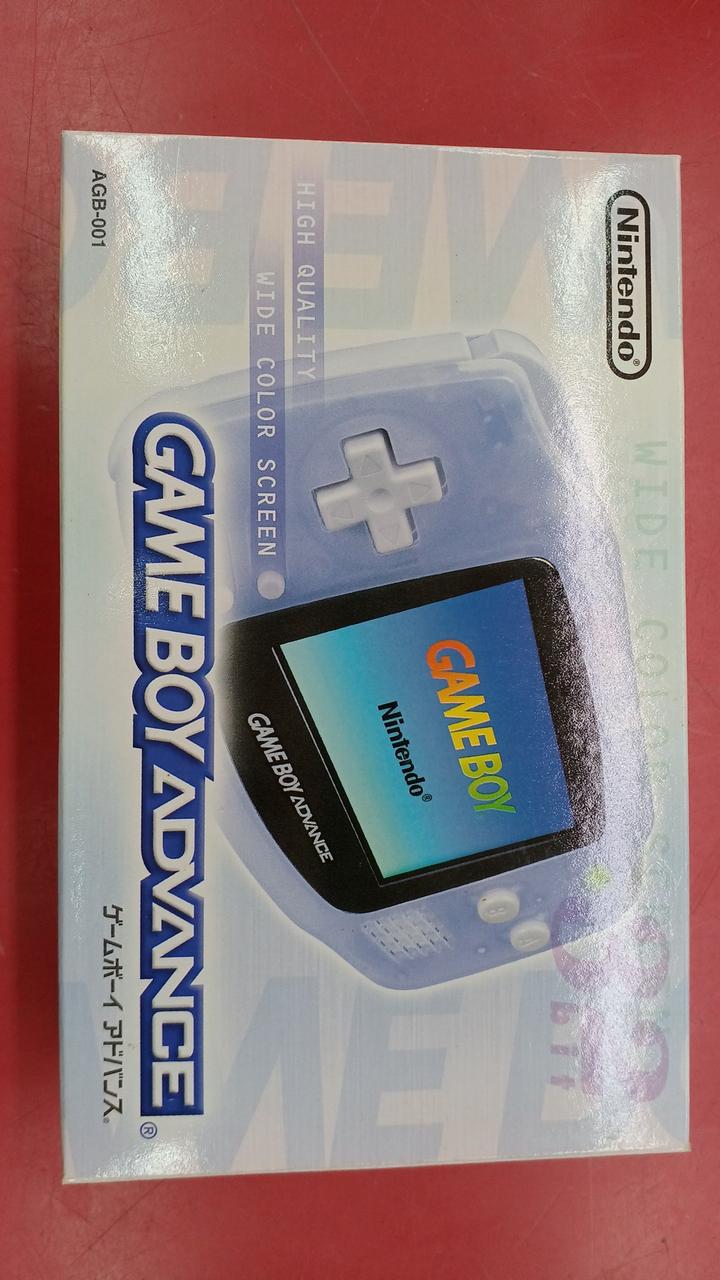 Nintendo®
WIDE COLOR SCREEN
32
bit
HIGH QUALITY
WIDE COLOR SCREEN
GAME BOY
Nintendo®
GAME BOY ADVANCE
GAME BOY ADVANCE®
AGB-001
ゲームボーイ アドバンス®